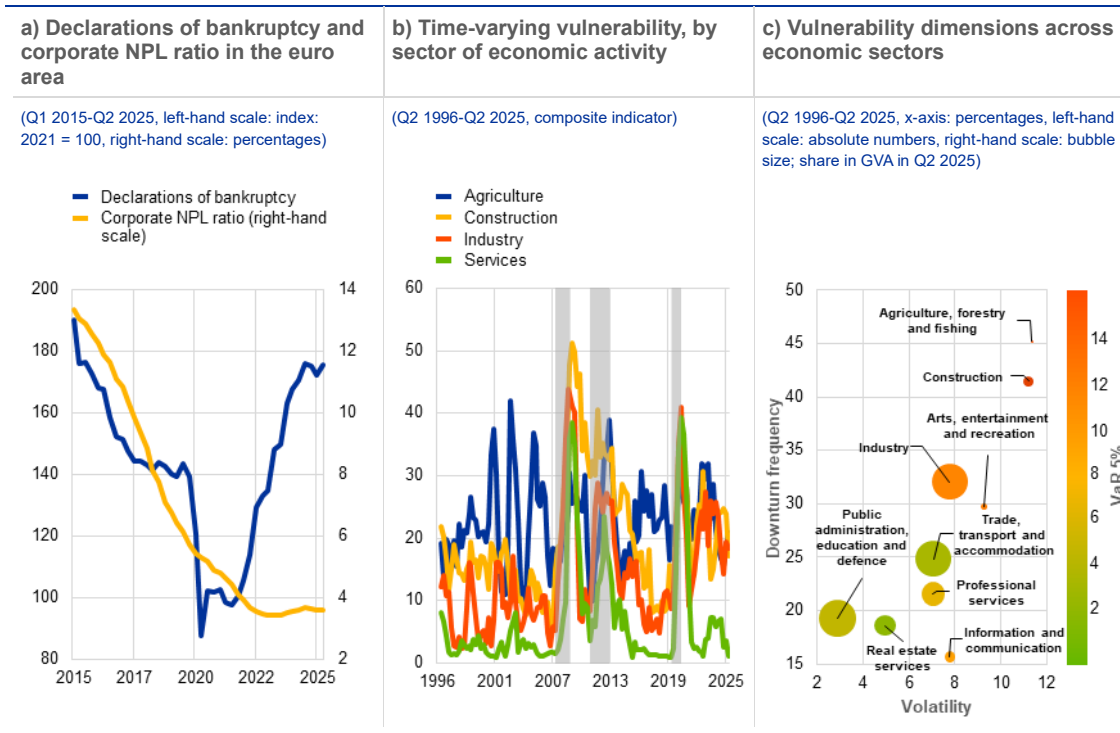 a) Declarations of bankruptcy and
corporate NPL ratio in the euro
area
(Q1 2015-Q2 2025, left-hand scale: index:
2021 = 100, right-hand scale: percentages)
Declarations of bankruptcy
Corporate NPL ratio (right-hand
scale)
200
180
160
140
120
100
80
14
12
10
8
6
4
2
2015
2017
2020
2022
2025
b) Time-varying vulnerability, by
sector of economic activity
(Q2 1996-Q2 2025, composite indicator)
Agriculture
Construction
Industry
Services
60
50
40
30
20
10
0
1996
2001
2007
2013
2019
2025
c) Vulnerability dimensions across
economic sectors
(Q2 1996-Q2 2025, x-axis: percentages, left-hand
scale: absolute numbers, right-hand scale: bubble
size; share in GVA in Q2 2025)
Downturn frequency
50
45
40
35
30
25
20
15
Agriculture, forestry
and fishing
Construction
Arts, entertainment
and recreation
Industry
Public
administration,
education and
defence
Trade,
transport and
accommodation
Professional
services
Real estate
services
Information and
communication
2
4
6
8
10
12
Volatility
14
12
10
8
6
4
2
VaR 5%